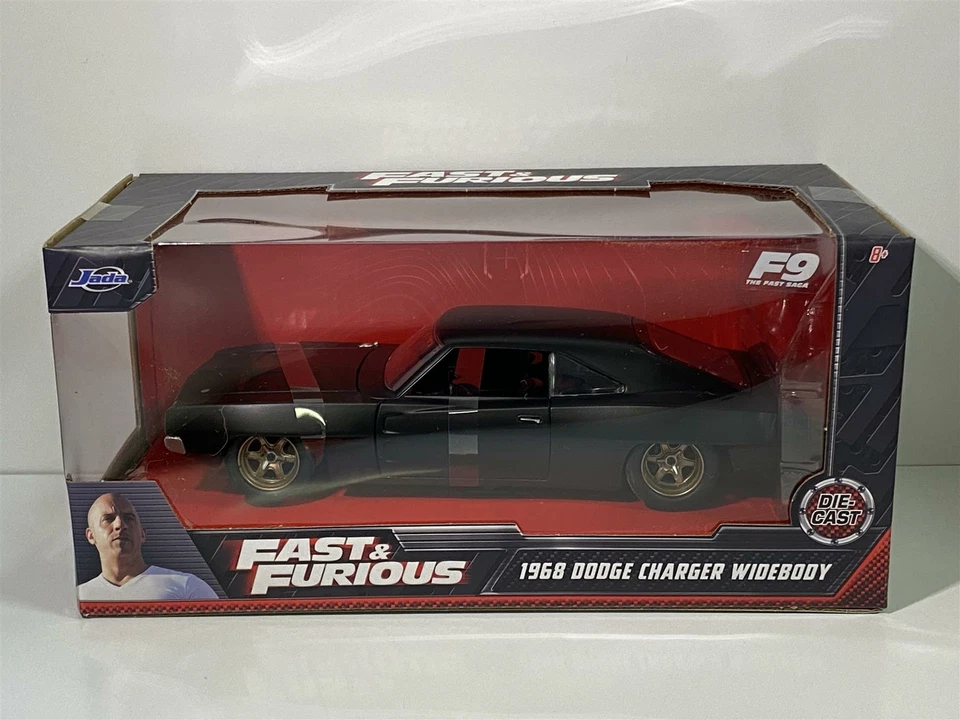 FAST &
FURIOUS
Jada
8+
F9
THE FAST SAGA
DIE-
CAST
FAST &
FURIOUS
1968 DODGE CHARGER WIDEBODY